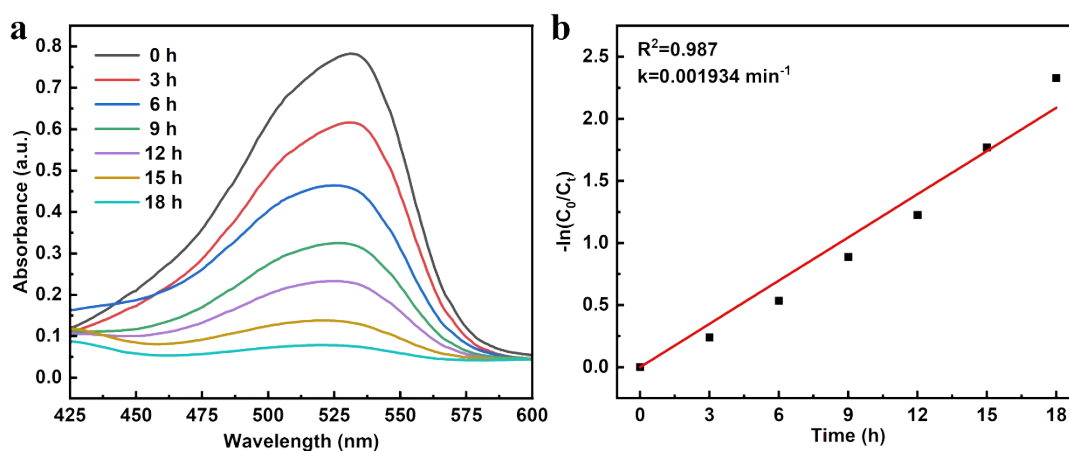 a
0.8
0.7
0.6
0.5
0.4
0.3
0.2
0.1
0.0
Absorbance (a.u.)
0 h
3 h
6 h
9 h
12 h
15 h
18 h
425 450 475 500 525 550 575 600
Wavelength (nm)
b
R²=0.987
k=0.001934 min⁻¹
2.5
2.0
1.5
1.0
0.5
0.0
-ln(C₀/Cₜ)
0 3 6 9 12 15 18
Time (h)